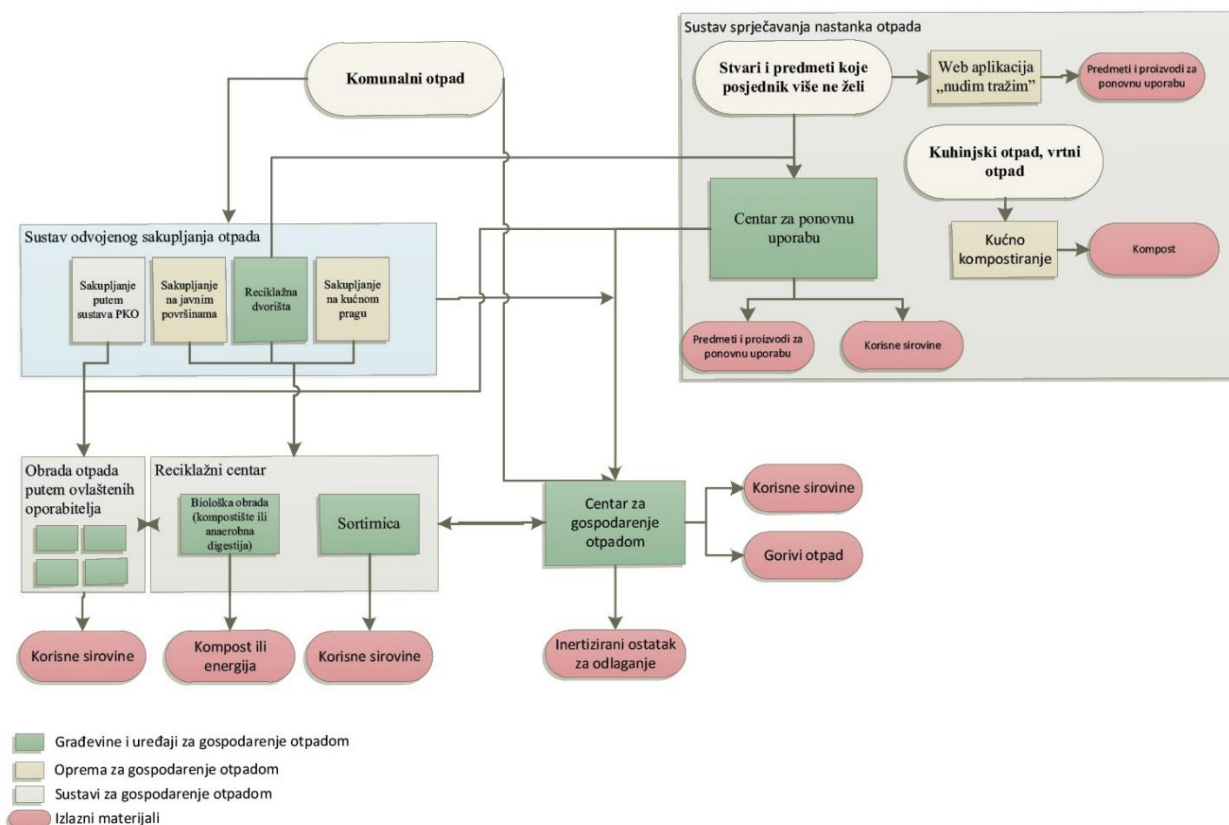 Sustav sprječavanja nastanka otpada
Komunalni otpad
Stvari i predmeti koje
posjednik više ne želi
Web aplikacija
„nudim tražim”
Predmeti i proizvodi za
ponovnu uporabu
Kuhinjski otpad, vrtni
otpad
Centar za ponovnu
uporabu
Kućno
kompostiranje
Kompost
Predmeti i proizvodi za
ponovnu uporabu
Korisne sirovine
Sustav odvojenog sakupljanja otpada
Sakupljanje
putem
sustava PKO
Sakupljanje
na javnim
površinama
Reciklažna
dvorišta
Sakupljanje
na kućnom
pragu
Obrada otpada
putem ovlaštenih
oporabitelja
Reciklažni centar
Biološka obrada
(kompostište ili
anaerobna
digestija)
Sortirnica
Centar za
gospodarenje
otpadom
Korisne sirovine
Gorivi otpad
Korisne sirovine
Kompost ili
energija
Korisne sirovine
Inertizirani ostatak
za odlaganje
Građevine i uređaji za gospodarenje otpadom
Oprema za gospodarenje otpadom
Sustavi za gospodarenje otpadom
Izlazni materijali